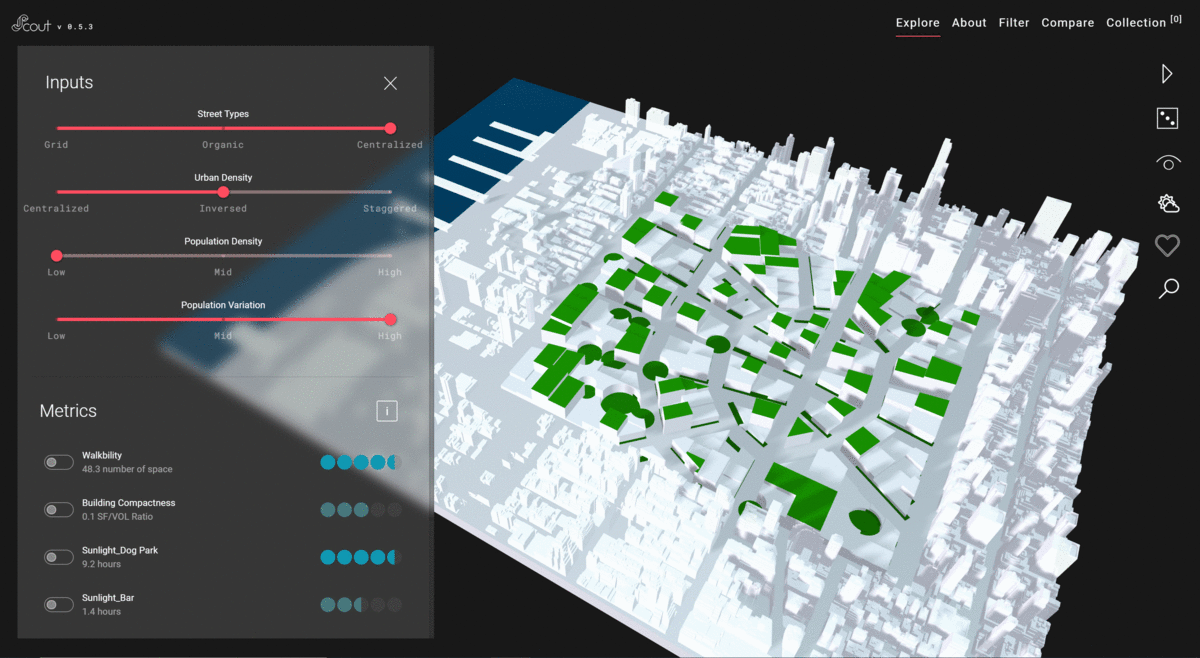 Scout v 0.5.3
Explore About Filter Compare Collection [0]
Inputs
Street Types
Grid Organic Centralized
Urban Density
Centralized Inversed Staggered
Population Density
Low Mid High
Population Variation
Low Mid High
Metrics
i
Walkbility
48.3 number of space
Building Compactness
0.1 SF/VOL Ratio
Sunlight_Dog Park
9.2 hours
Sunlight_Bar
1.4 hours